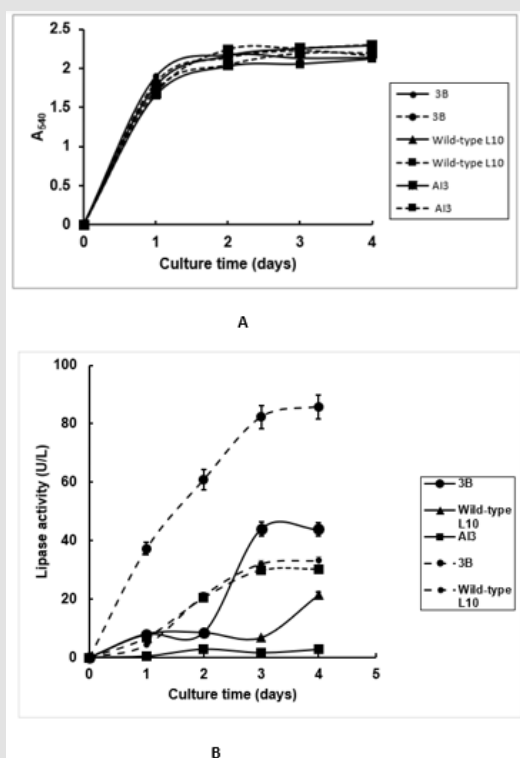 2.5
2
1.5
1
0.5
0
A540
0 1 2 3 4
Culture time (days)
3B
3B
Wild-type L10
Wild-type L10
AI3
AI3
A
100
80
60
40
20
0
Lipase activity (U/L)
0 1 2 3 4 5
Culture time (days)
3B
Wild-type
L10
AI3
3B
Wild-type
L10
B